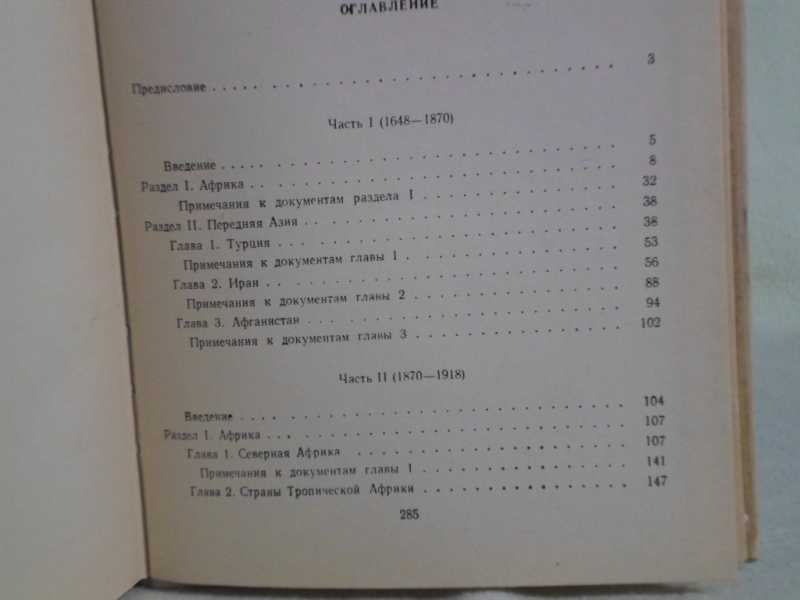 ОГЛАВЛЕНИЕ
Предисловие . . . . . . . . . . . . . . . . . . . . . . . . . . . . 3
Часть I (1648—1870)
Введение . . . . . . . . . . . . . . . . . . . . . . . . . . . . 5
Раздел I. Африка . . . . . . . . . . . . . . . . . . . . . . . . 8
Примечания к документам раздела I . . . . . . . . . . . . . . 32
Раздел II. Передняя Азия . . . . . . . . . . . . . . . . . . . . 38
Глава 1. Турция . . . . . . . . . . . . . . . . . . . . . . . . 38
Примечания к документам главы 1 . . . . . . . . . . . . . . . 53
Глава 2. Иран . . . . . . . . . . . . . . . . . . . . . . . . . 56
Примечания к документам главы 2 . . . . . . . . . . . . . . . 88
Глава 3. Афганистан . . . . . . . . . . . . . . . . . . . . . . 94
Примечания к документам главы 3 . . . . . . . . . . . . . . . 102
Часть II (1870—1918)
Введение . . . . . . . . . . . . . . . . . . . . . . . . . . . . 104
Раздел I. Африка . . . . . . . . . . . . . . . . . . . . . . . . 107
Глава 1. Северная Африка . . . . . . . . . . . . . . . . . . . 107
Примечания к документам главы 1 . . . . . . . . . . . . . . . 141
Глава 2. Страны Тропической Африки . . . . . . . . . . . . . . 147
285